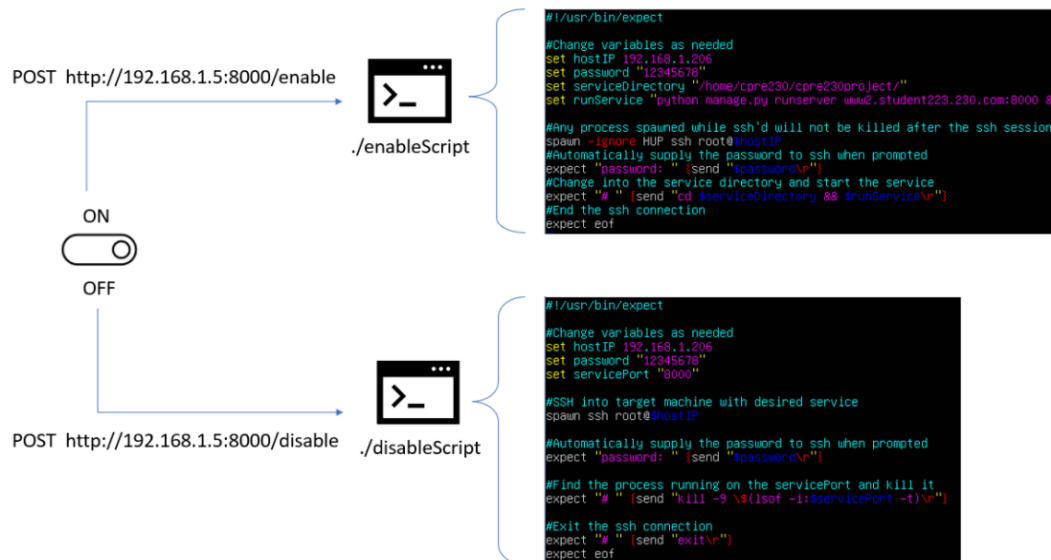 POST http://192.168.1.5:8000/enable
./enableScript
#!/usr/bin/expect
#Change variables as needed
set hostIP 192.168.1.206
set password "12345678"
set serviceDirectory "/home/cpre230/cpre230project/"
set runService "python manage.py runserver www2.student223.230.com:8000 &
#Any process spawned while ssh'd will not be killed after the ssh session
spawn -ignore HUP ssh root@$hostIP
#Automatically supply the password to ssh when prompted
expect "password: " {send "$password\r"}
#Change into the service directory and start the service
expect "# " {send "cd $serviceDirectory && $runService\r"}
#End the ssh connection
expect eof
ON
OFF
POST http://192.168.1.5:8000/disable
./disableScript
#!/usr/bin/expect
#Change variables as needed
set hostIP 192.168.1.206
set password "12345678"
set servicePort "8000"
#SSH into target machine with desired service
spawn ssh root@$hostIP
#Automatically supply the password to ssh when prompted
expect "password: " {send "$password\r"}
#Find the process running on the servicePort and kill it
expect "# " {send "kill -9 \$(lsof -i:$servicePort -t)\r"}
#Exit the ssh connection
expect "# " {send "exit\r"}
expect eof